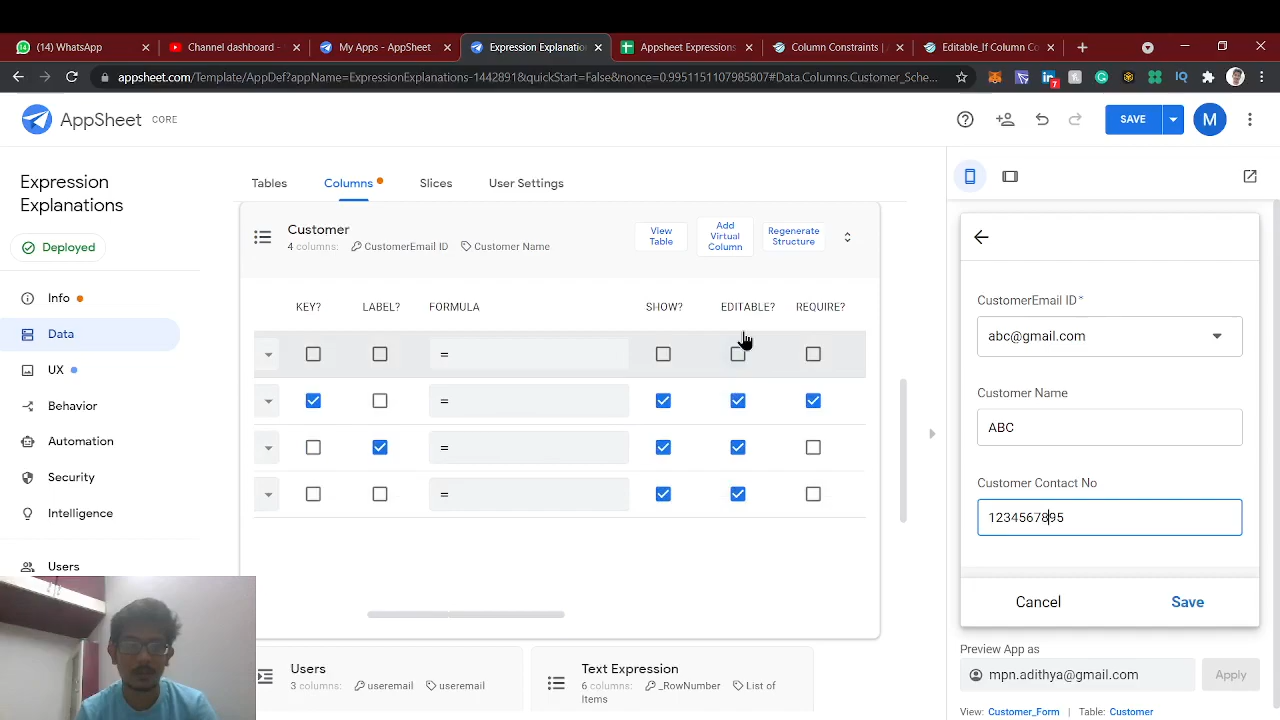 (14) WhatsApp
Channel dashboard -
My Apps - AppSheet
Expression Explanatio
Appsheet Expressions
Column Constraints | A
Editable_If Column Co
appsheet.com/Template/AppDef?appName=ExpressionExplanations-1442891&quickStart=False&nonce=0.9951151107985807#Data.Columns.Customer_Sche...
7
IQ
AppSheet CORE
SAVE
M
Expression
Explanations
Deployed
Info
Data
UX
Behavior
Automation
Security
Intelligence
Users
Tables
Columns
Slices
User Settings
Customer
4 columns: CustomerEmail ID Customer Name
View
Table
Add
Virtual
Column
Regenerate
Structure
KEY? LABEL? FORMULA SHOW? EDITABLE? REQUIRE?
=
=
=
=
Users
3 columns: useremail useremail
Text Expression
6 columns: _RowNumber List of
Items
CustomerEmail ID*
abc@gmail.com
Customer Name
ABC
Customer Contact No
1234567895
Cancel
Save
Preview App as
mpn.adithya@gmail.com
Apply
View: Customer_Form | Table: Customer